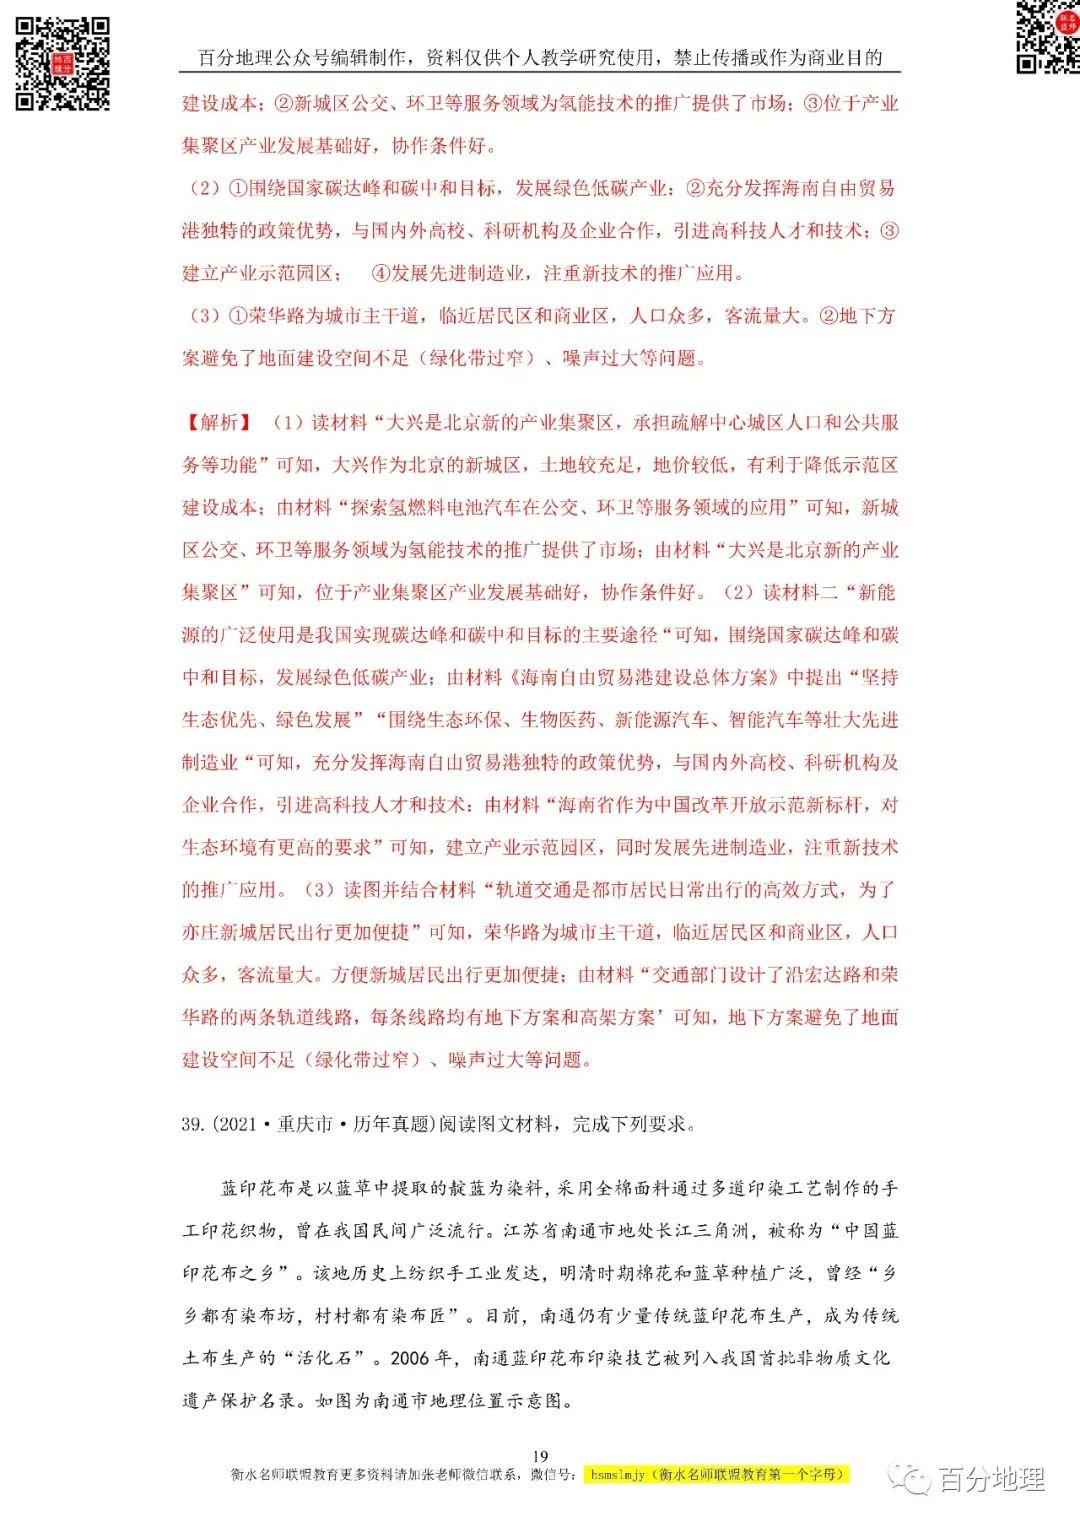 百分地理公众号编辑制作，资料仅供个人教学研究使用，禁止传播或作为商业目的
建设成本；②新城区公交、环卫等服务领域为氢能技术的推广提供了市场；③位于产业
集聚区产业发展基础好，协作条件好。
（2）①围绕国家碳达峰和碳中和目标，发展绿色低碳产业；②充分发挥海南自由贸易
港独特的政策优势，与国内外高校、科研机构及企业合作，引进高科技人才和技术；③
建立产业示范园区； ④发展先进制造业，注重新技术的推广应用。
（3）①荣华路为城市主干道，临近居民区和商业区，人口众多，客流量大。②地下方
案避免了地面建设空间不足（绿化带过窄）、噪声过大等问题。
【解析】（1）读材料“大兴是北京新的产业集聚区，承担疏解中心城区人口和公共服
务等功能”可知，大兴作为北京的新城区，土地较充足，地价较低，有利于降低示范区
建设成本；由材料“探索氢燃料电池汽车在公交、环卫等服务领域的应用”可知，新城
区公交、环卫等服务领域为氢能技术的推广提供了市场；由材料“大兴是北京新的产业
集聚区”可知，位于产业集聚区产业发展基础好，协作条件好。（2）读材料二“新能
源的广泛使用是我国实现碳达峰和碳中和目标的主要途径“可知，围绕国家碳达峰和碳
中和目标，发展绿色低碳产业；由材料《海南自由贸易港建设总体方案》中提出“坚持
生态优先、绿色发展”“围绕生态环保、生物医药、新能源汽车、智能汽车等壮大先进
制造业“可知，充分发挥海南自由贸易港独特的政策优势，与国内外高校、科研机构及
企业合作，引进高科技人才和技术；由材料“海南省作为中国改革开放示范新标杆，对
生态环境有更高的要求”可知，建立产业示范园区，同时发展先进制造业，注重新技术
的推广应用。（3）读图并结合材料“轨道交通是都市居民日常出行的高效方式，为了
亦庄新城居民出行更加便捷”可知，荣华路为城市主干道，临近居民区和商业区，人口
众多，客流量大。方便新城居民出行更加便捷；由材料“交通部门设计了沿宏达路和荣
华路的两条轨道线路，每条线路均有地下方案和高架方案’可知，地下方案避免了地面
建设空间不足（绿化带过窄）、噪声过大等问题。
39.(2021·重庆市·历年真题)阅读图文材料，完成下列要求。
蓝印花布是以蓝草中提取的靛蓝为染料，采用全棉面料通过多道印染工艺制作的手
工印花织物，曾在我国民间广泛流行。江苏省南通市地处长江三角洲，被称为“中国蓝
印花布之乡”。该地历史上纺织手工业发达，明清时期棉花和蓝草种植广泛，曾经“乡
乡都有染布坊，村村都有染布匠”。目前，南通仍有少量传统蓝印花布生产，成为传统
土布生产的“活化石”。2006年，南通蓝印花布印染技艺被列入我国首批非物质文化
遗产保护名录。如图为南通市地理位置示意图。
19
衡水名师联盟教育更多资料请加张老师微信联系，微信号： hsmslmjy（衡水名师联盟教育第一个字母）
百分地理